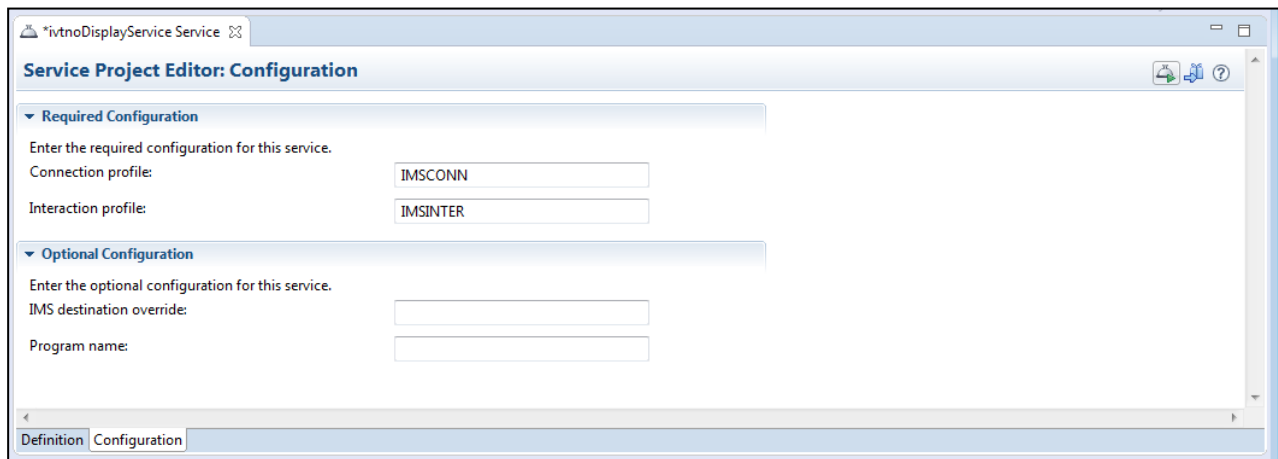 *ivtnoDisplayService Service
Service Project Editor: Configuration
Required Configuration
Enter the required configuration for this service.
Connection profile: IMSCONN
Interaction profile: IMSINTER
Optional Configuration
Enter the optional configuration for this service.
IMS destination override:
Program name:
Definition Configuration